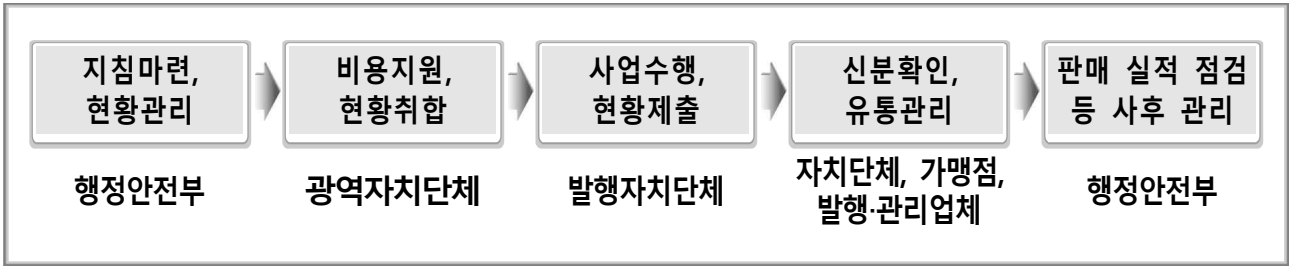 지침마련,
현황관리
비용지원,
현황취합
사업수행,
현황제출
신분확인,
유통관리
판매 실적 점검
등 사후 관리
행정안전부
광역자치단체
발행자치단체
자치단체, 가맹점,
발행·관리업체
행정안전부